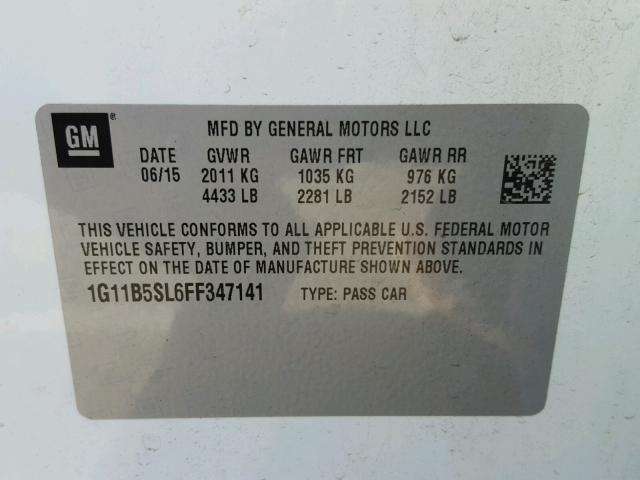 GM ®
MFD BY GENERAL MOTORS LLC
DATE GVWR GAWR FRT GAWR RR
06/15 2011 KG 1035 KG 976 KG
4433 LB 2281 LB 2152 LB
THIS VEHICLE CONFORMS TO ALL APPLICABLE U.S. FEDERAL MOTOR
VEHICLE SAFETY, BUMPER, AND THEFT PREVENTION STANDARDS IN
EFFECT ON THE DATE OF MANUFACTURE SHOWN ABOVE.
1G11B5SL6FF347141 TYPE: PASS CAR